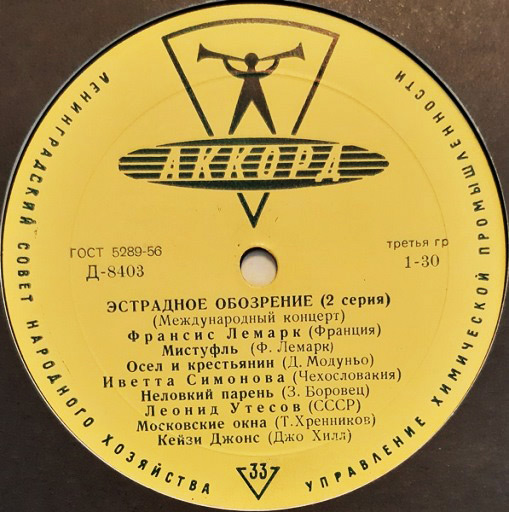 ЛЕНИНГРАДСКИЙ СОВЕТ НАРОДНОГО ХОЗЯЙСТВА
УПРАВЛЕНИЕ ХИМИЧЕСКОЙ ПРОМЫШЛЕННОСТИ
АККОРД
ГОСТ 5289-56
Д-8403
третья гр
1-30
ЭСТРАДНОЕ ОБОЗРЕНИЕ (2 серия)
(Международный концерт)
Франсис Лемарк (Франция)
Мистуфль (Ф. Лемарк)
Осел и крестьянин (Д. Модуньо)
Иветта Симонова (Чехословакия)
Неловкий парень (З. Боровец)
Леонид Утесов (СССР)
Московские окна (Т.Хренников)
Кейзи Джонс (Джо Хилл)
33